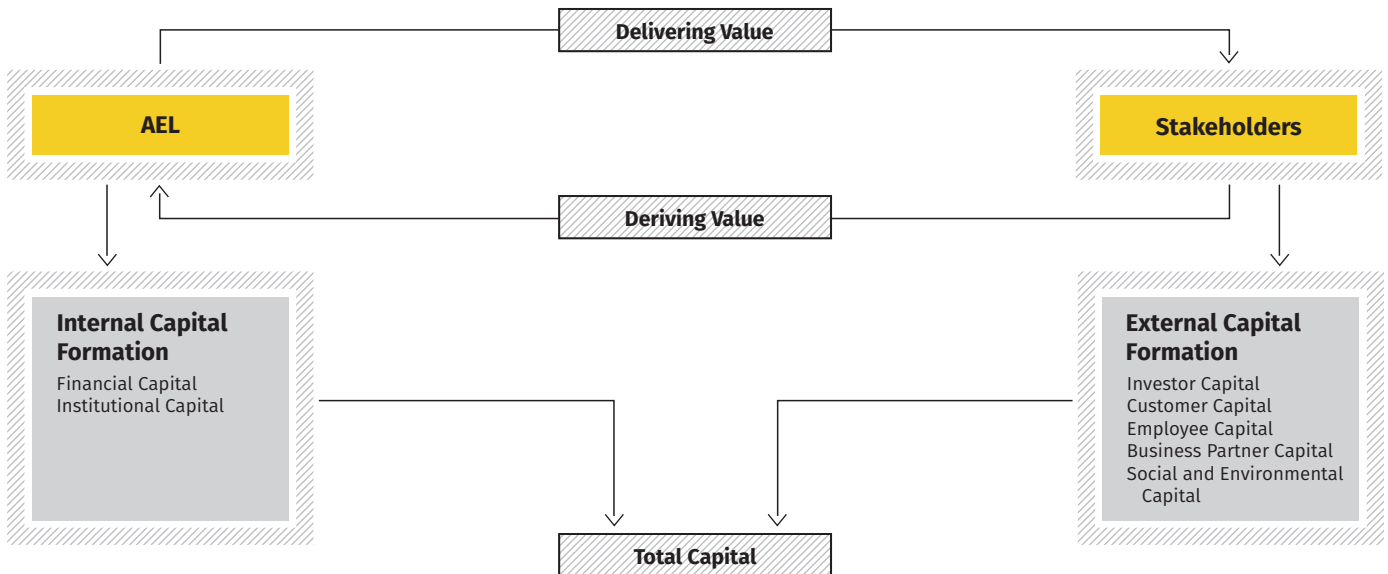 Delivering Value
AEL
Stakeholders
Deriving Value
Internal Capital
Formation
Financial Capital
Institutional Capital
External Capital
Formation
Investor Capital
Customer Capital
Employee Capital
Business Partner Capital
Social and Environmental
Capital
Total Capital